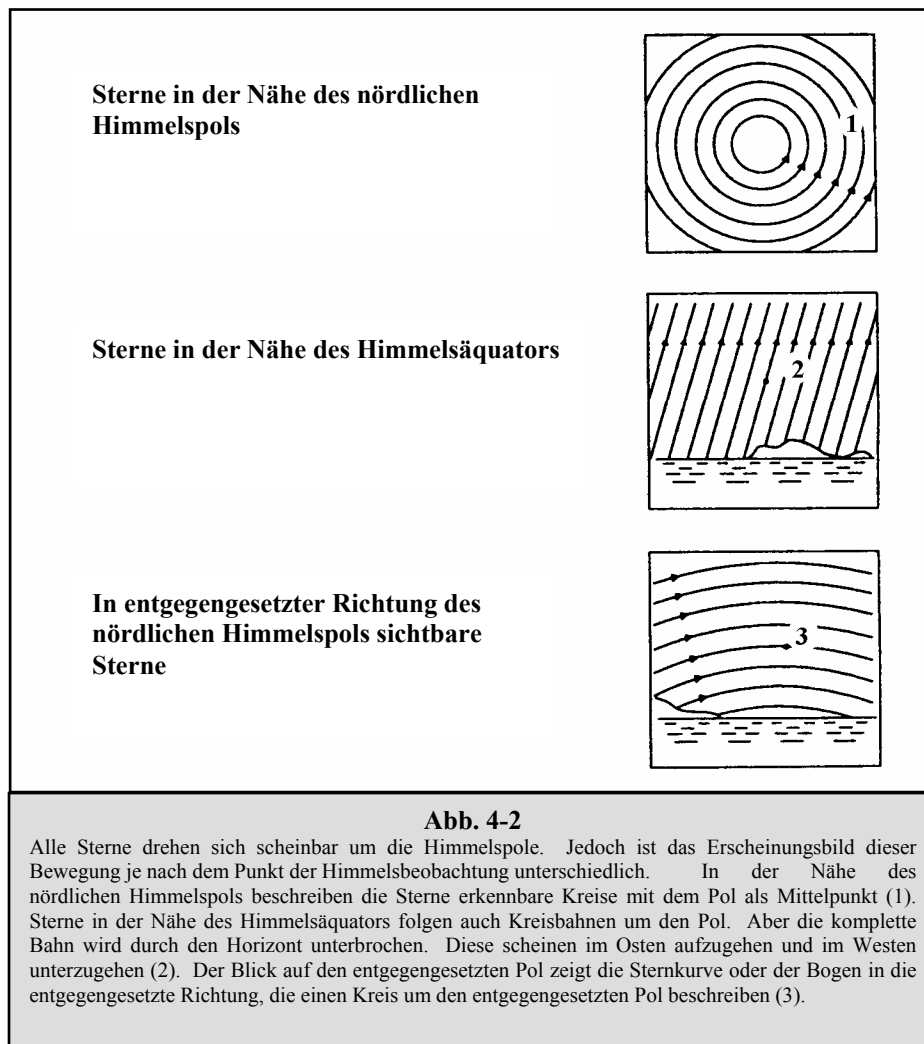 Sterne in der Nähe des nördlichen
Himmelspols
1
Sterne in der Nähe des Himmelsäquators
2
In entgegengesetzter Richtung des
nördlichen Himmelspols sichtbare
Sterne
3
Abb. 4-2
Alle Sterne drehen sich scheinbar um die Himmelspole. Jedoch ist das Erscheinungsbild dieser
Bewegung je nach dem Punkt der Himmelsbeobachtung unterschiedlich. In der Nähe des
nördlichen Himmelspols beschreiben die Sterne erkennbare Kreise mit dem Pol als Mittelpunkt (1).
Sterne in der Nähe des Himmelsäquators folgen auch Kreisbahnen um den Pol. Aber die komplette
Bahn wird durch den Horizont unterbrochen. Diese scheinen im Osten aufzugehen und im Westen
unterzugehen (2). Der Blick auf den entgegengesetzten Pol zeigt die Sternkurve oder der Bogen in die
entgegengesetzte Richtung, die einen Kreis um den entgegengesetzten Pol beschreiben (3).